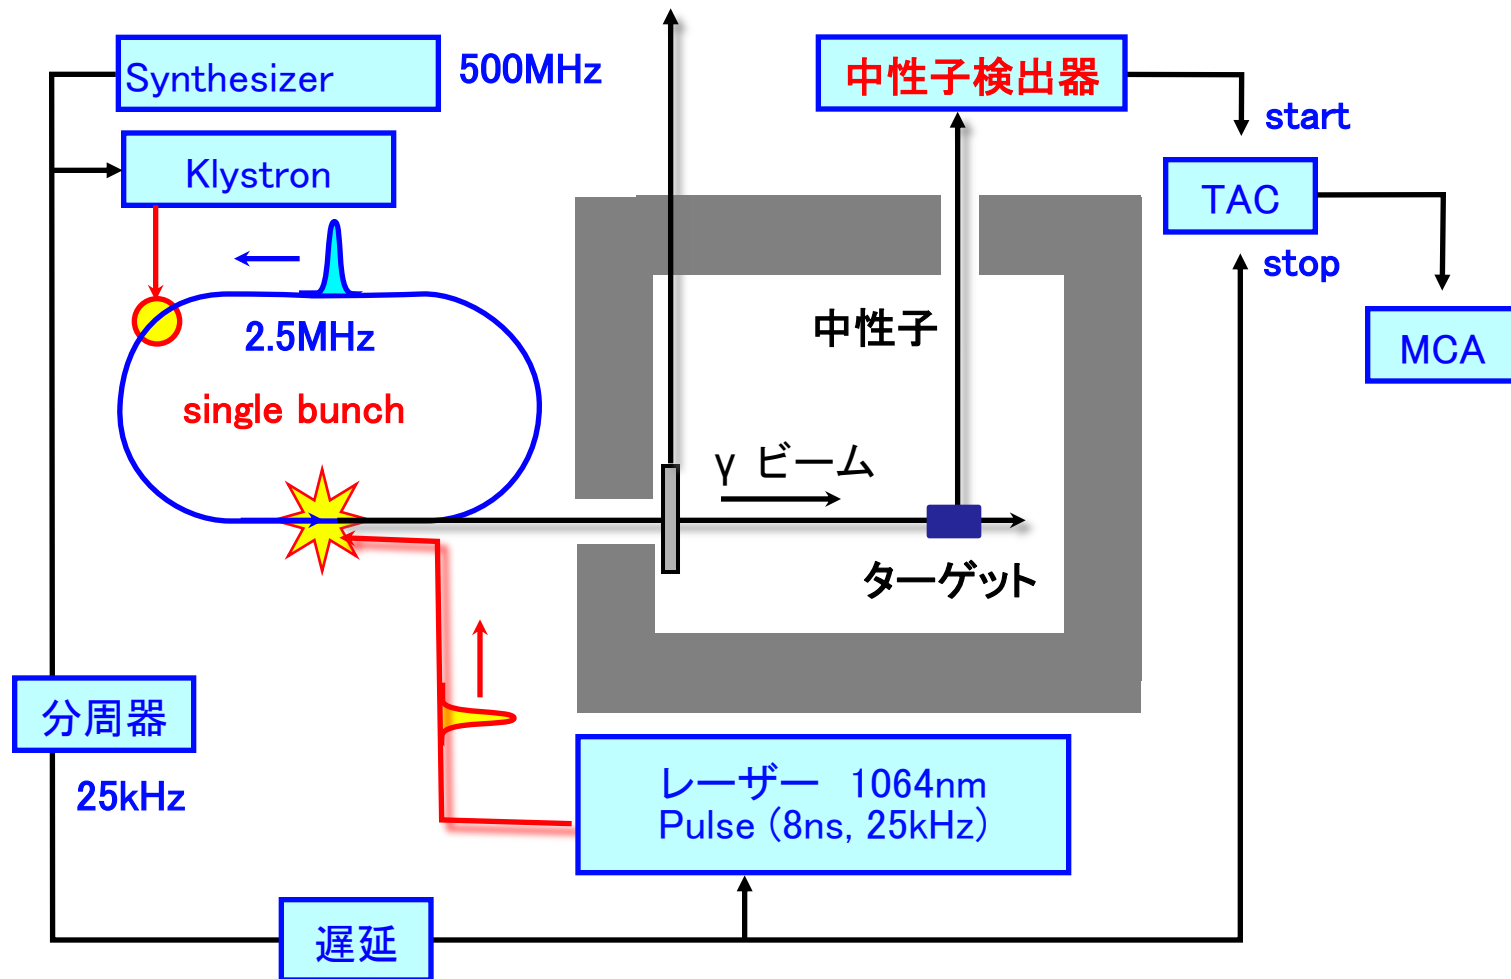 Synthesizer
500MHz
中性子検出器
start
Klystron
TAC
stop
2.5MHz
中性子
MCA
single bunch
γ ビーム
ターゲット
分周器
25kHz
レーザー 1064nm
Pulse (8ns, 25kHz)
遅延